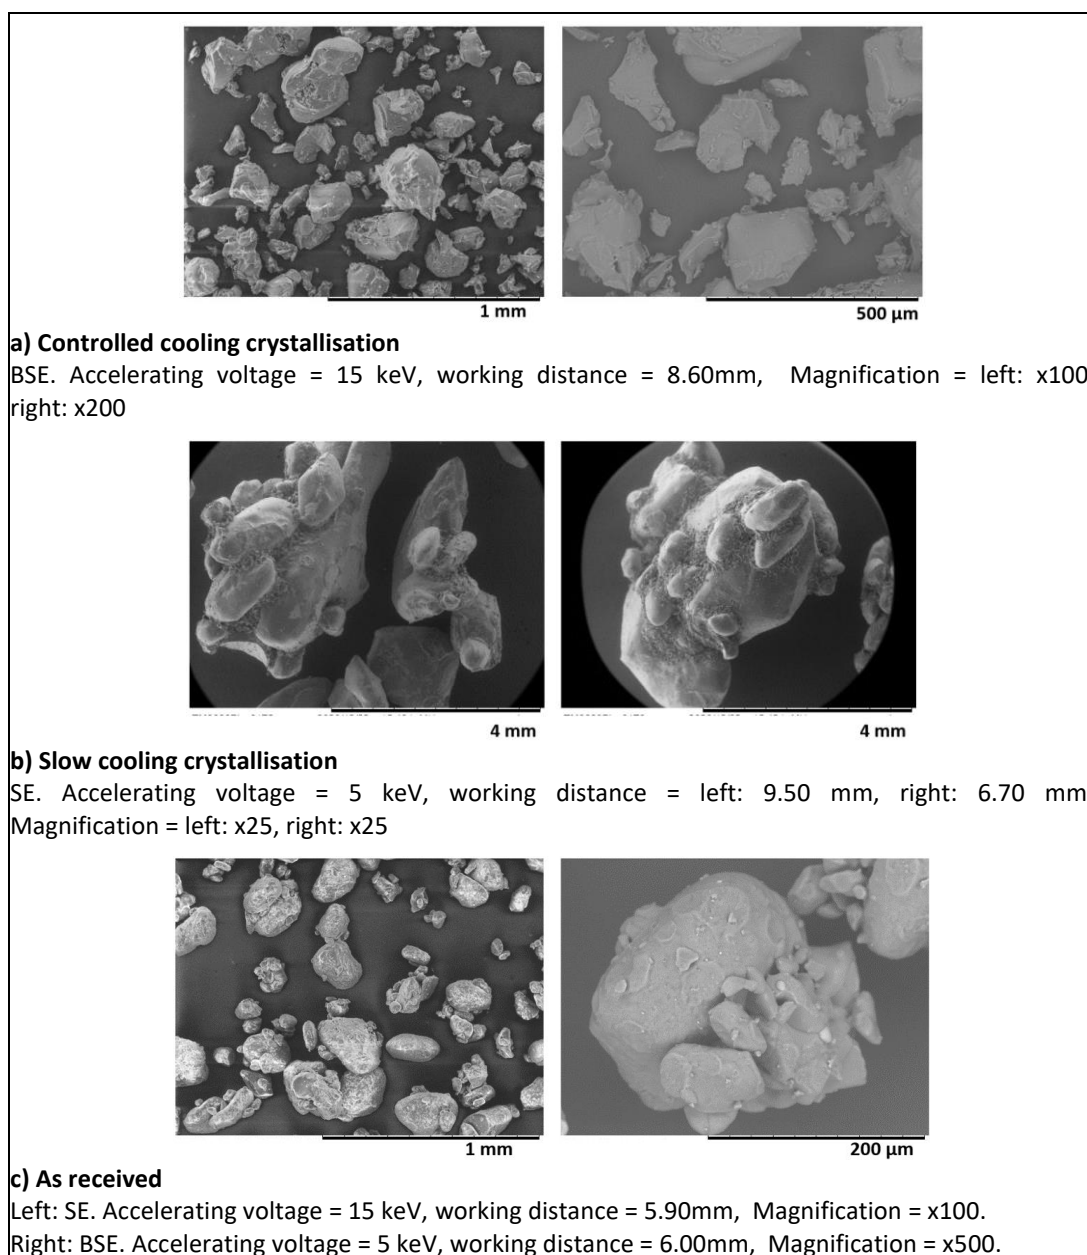 1 mm
500 µm
a) Controlled cooling crystallisation
BSE. Accelerating voltage = 15 keV, working distance = 8.60mm, Magnification = left: x100
right: x200
4 mm
4 mm
b) Slow cooling crystallisation
SE. Accelerating voltage = 5 keV, working distance = left: 9.50 mm, right: 6.70 mm
Magnification = left: x25, right: x25
1 mm
200 µm
c) As received
Left: SE. Accelerating voltage = 15 keV, working distance = 5.90mm, Magnification = x100.
Right: BSE. Accelerating voltage = 5 keV, working distance = 6.00mm, Magnification = x500.